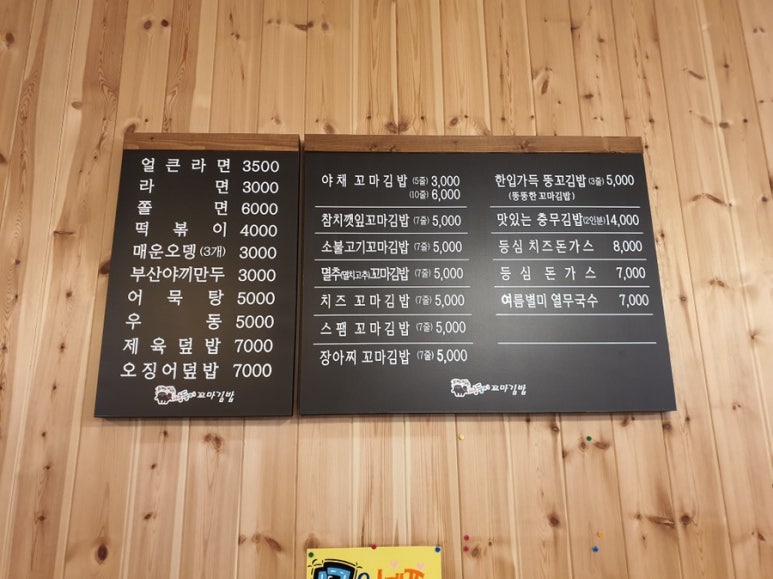 얼큰라면 3500
라면 3000
쫄면 6000
떡볶이 4000
매운오뎅(3개) 3000
부산야끼만두 3000
어묵탕 5000
우동 5000
제육덮밥 7000
오징어덮밥 7000
꼬마김밥
야채 꼬마김밥 (5줄) 3,000
(10줄) 6,000
참치깻잎꼬마김밥 (7줄) 5,000
소불고기꼬마김밥 (7줄) 5,000
멸추(멸치고추)꼬마김밥 (7줄) 5,000
치즈 꼬마김밥 (7줄) 5,000
스팸 꼬마김밥 (7줄) 5,000
장아찌 꼬마김밥 (7줄) 5,000
한입가득 뚱꼬김밥 (3줄) 5,000
(뚱뚱한 꼬마김밥)
맛있는 충무김밥(2인분) 14,000
등심 치즈돈가스 8,000
등심 돈가스 7,000
여름별미 열무국수 7,000
꼬마김밥